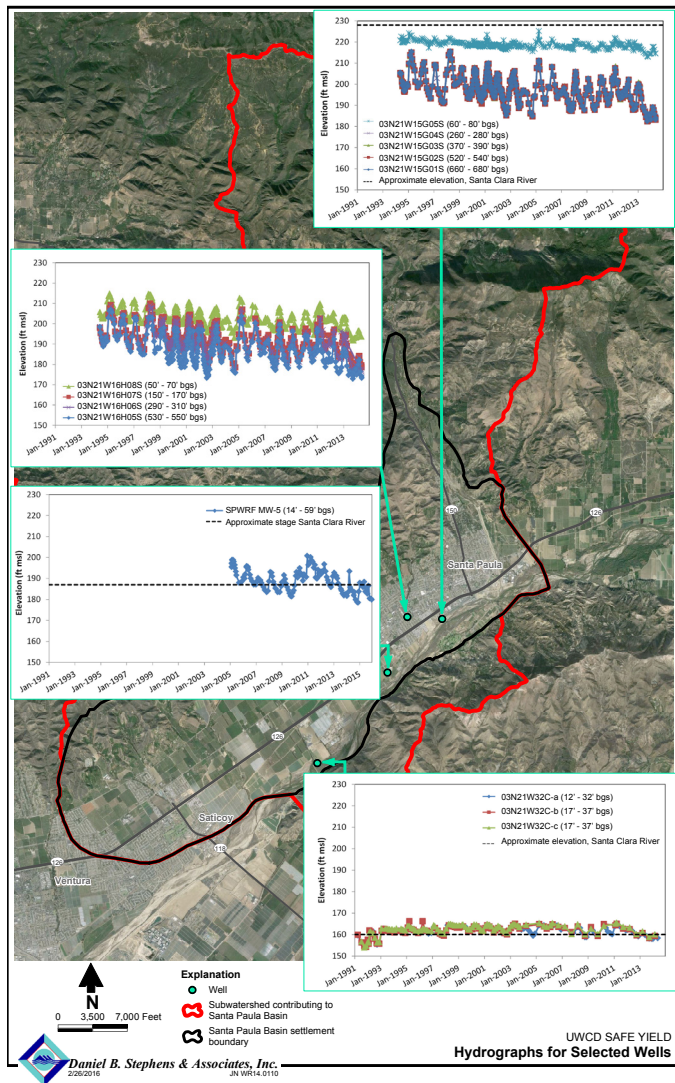 230
220
210
200
190
180
170
160
150
Elevation (ft msl)
03N21W15G05S (60' - 80' bgs)
03N21W15G04S (260' - 280' bgs)
03N21W15G03S (370' - 390' bgs)
03N21W15G02S (520' - 540' bgs)
03N21W15G01S (660' - 680' bgs)
Approximate elevation, Santa Clara River
Jan-1991
Jan-1993
Jan-1995
Jan-1997
Jan-1999
Jan-2001
Jan-2003
Jan-2005
Jan-2007
Jan-2009
Jan-2011
Jan-2013
230
220
210
200
190
180
170
160
150
Elevation (ft msl)
03N21W16H08S (50' - 70' bgs)
03N21W16H07S (150' - 170' bgs)
03N21W16H06S (290' - 310' bgs)
03N21W16H05S (530' - 550' bgs)
Jan-1991
Jan-1993
Jan-1995
Jan-1997
Jan-1999
Jan-2001
Jan-2003
Jan-2005
Jan-2007
Jan-2009
Jan-2011
Jan-2013
230
220
210
200
190
180
170
160
150
Elevation (ft msl)
SPWRF MW-5 (14' - 59' bgs)
Approximate stage Santa Clara River
Jan-1991
Jan-1993
Jan-1995
Jan-1997
Jan-1999
Jan-2001
Jan-2003
Jan-2005
Jan-2007
Jan-2009
Jan-2011
Jan-2013
Jan-2015
150
126
Santa Paula
126
Saticoy
118
126
Ventura
230
220
210
200
190
180
170
160
150
Elevation (ft msl)
03N21W32C-a (12' - 32' bgs)
03N21W32C-b (17' - 37' bgs)
03N21W32C-c (17' - 37' bgs)
Approximate elevation, Santa Clara River
Jan-1991
Jan-1993
Jan-1995
Jan-1997
Jan-1999
Jan-2001
Jan-2003
Jan-2005
Jan-2007
Jan-2009
Jan-2011
Jan-2013
N
0 3,500 7,000 Feet
Explanation
Well
Subwatershed contributing to
Santa Paula Basin
Santa Paula Basin settlement
boundary
UWCD SAFE YIELD
Hydrographs for Selected Wells
Daniel B. Stephens & Associates, Inc.
2/26/2016 JN WR14.0110